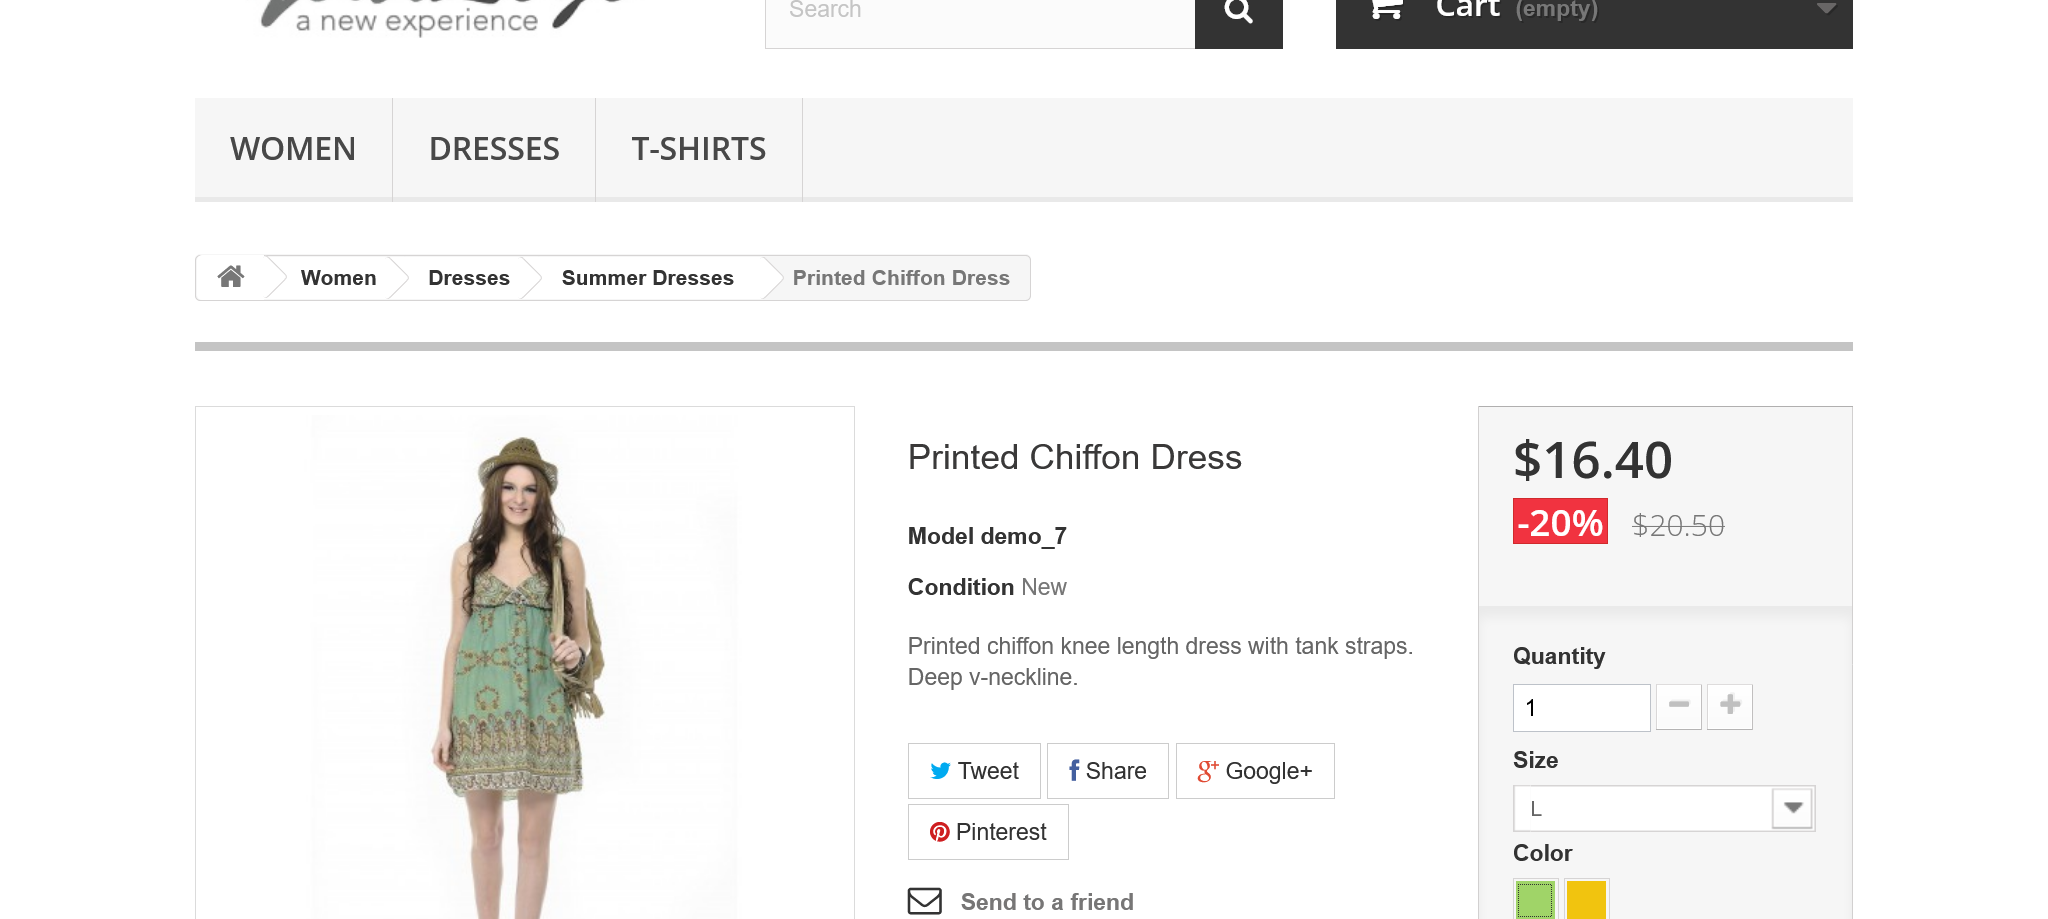 a new experience
Search
Cart (empty)
WOMEN
DRESSES
T-SHIRTS
Women
Dresses
Summer Dresses
Printed Chiffon Dress
Printed Chiffon Dress
Model demo_7
Condition New
Printed chiffon knee length dress with tank straps.
Deep v-neckline.
Tweet
Share
Google+
Pinterest
Send to a friend
$16.40
-20% $20.50
Quantity
1
Size
L
Color